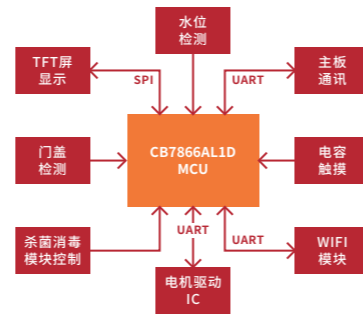 水位
检测
TFT屏
显示
SPI
UART
主板
通讯
门盖
检测
CB7866AL1D
MCU
电容
触摸
杀菌消毒
模块控制
UART
UART
WIFI
模块
电机驱动
IC